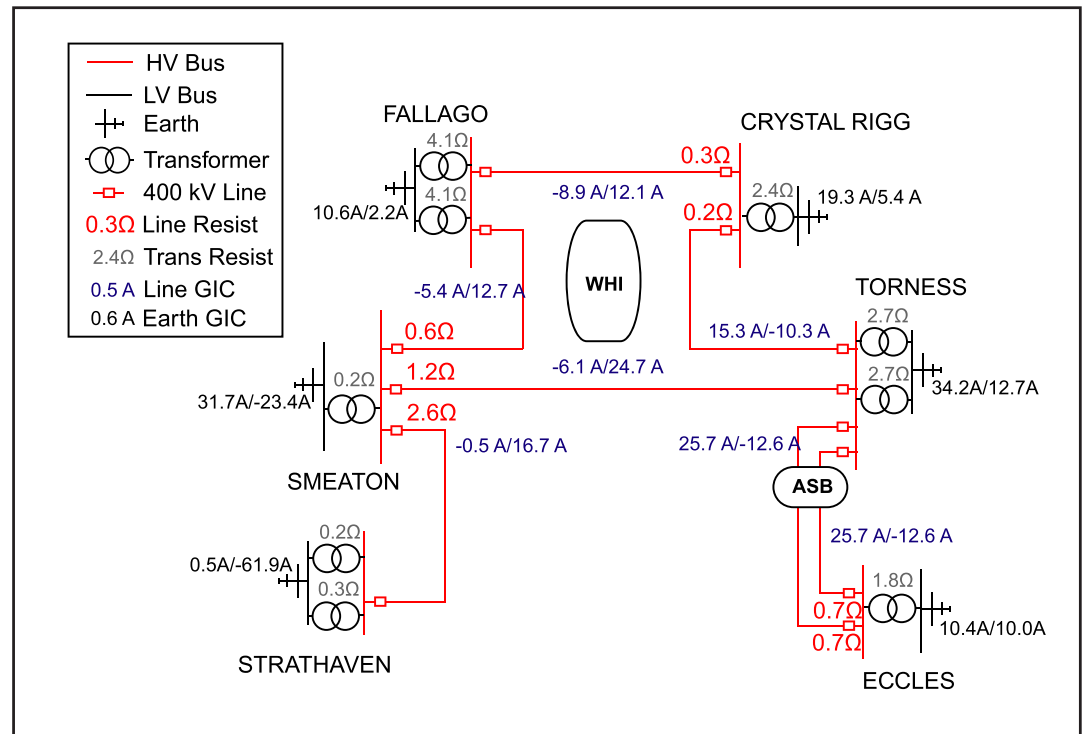 HV Bus
LV Bus
Earth
Transformer
400 kV Line
0.3Ω Line Resist
2.4Ω Trans Resist
0.5 A Line GIC
0.6 A Earth GIC
FALLAGO
4.1Ω
4.1Ω
10.6A/2.2A
CRYSTAL RIGG
0.3Ω
-8.9 A/12.1 A
0.2Ω
2.4Ω
19.3 A/5.4 A
WHI
-5.4 A/12.7 A
TORNESS
2.7Ω
15.3 A/-10.3 A
2.7Ω
34.2A/12.7A
0.6Ω
-6.1 A/24.7 A
1.2Ω
0.2Ω
31.7A/-23.4A
2.6Ω
-0.5 A/16.7 A
SMEATON
25.7 A/-12.6 A
ASB
25.7 A/-12.6 A
0.2Ω
0.5A/-61.9A
0.3Ω
STRATHAVEN
1.8Ω
0.7Ω
0.7Ω
10.4A/10.0A
ECCLES